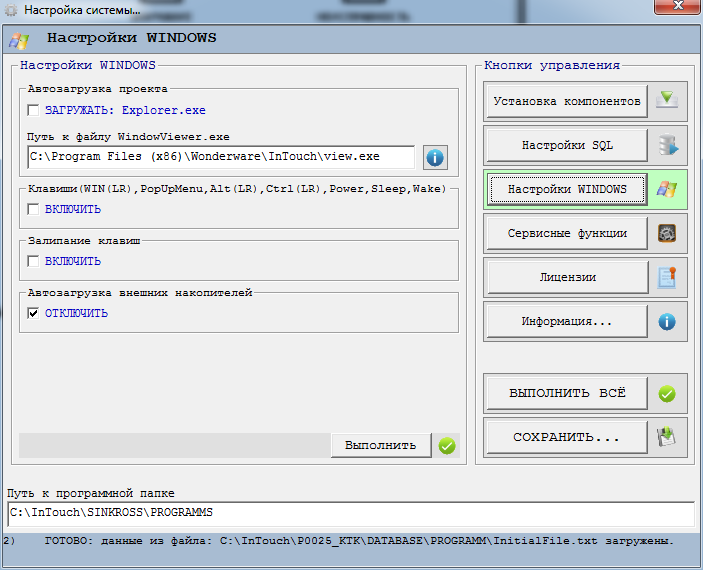 Настройка системы...
Настройки WINDOWS
Настройки WINDOWS
Автозагрузка проекта
ЗАГРУЖАТЬ: Explorer.exe
Путь к файлу WindowViewer.exe
C:\Program Files (x86)\Wonderware\InTouch\view.exe
Клавиши(WIN(LR),PopUpMenu,Alt(LR),Ctrl(LR),Power,Sleep,Wake)
ВКЛЮЧИТЬ
Залипание клавиш
ВКЛЮЧИТЬ
Автозагрузка внешних накопителей
ОТКЛЮЧИТЬ
Выполнить
Кнопки управления
Установка компонентов
Настройки SQL
Настройки WINDOWS
Сервисные функции
Лицензии
Информация...
ВЫПОЛНИТЬ ВСЁ
СОХРАНИТЬ...
Путь к программной папке
C:\InTouch\SINKROSS\PROGRAMMS
2) ГОТОВО: данные из файла: C:\InTouch\P0025_KTK\DATABASE\PROGRAMM\InitialFile.txt загружены.